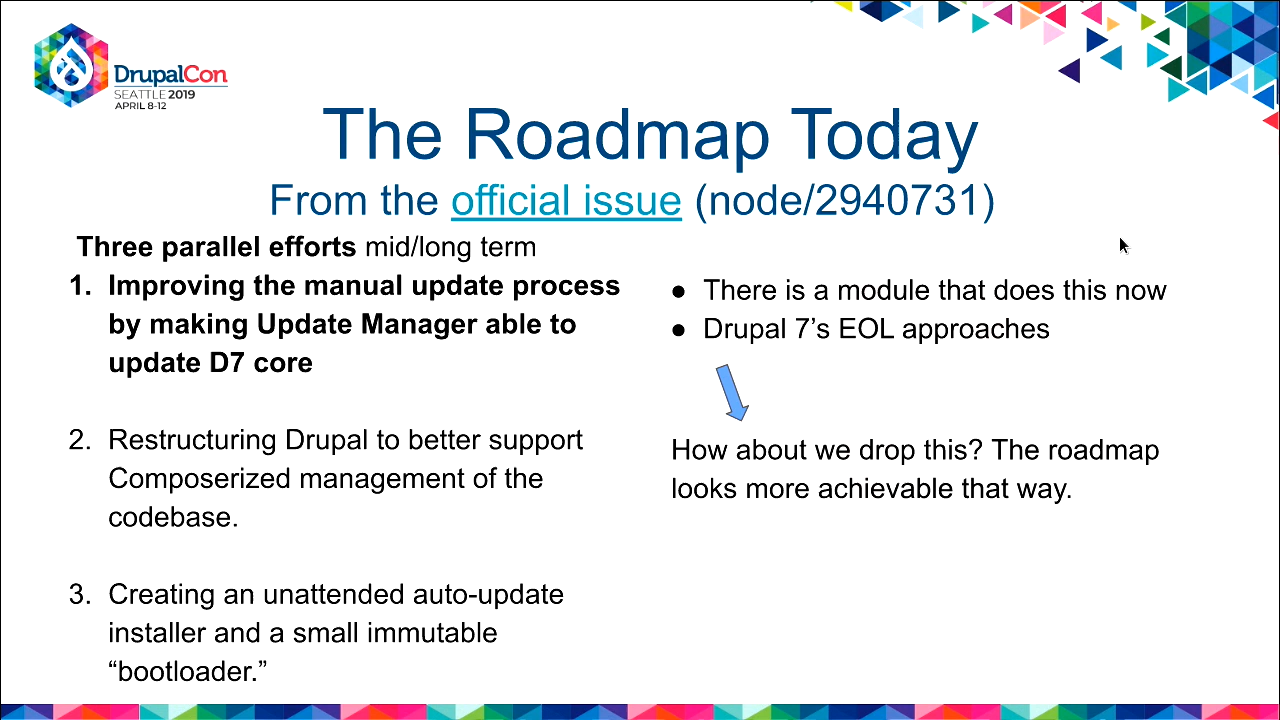 DrupalCon
SEATTLE 2019
APRIL 8-12
The Roadmap Today
From the official issue (node/2940731)
Three parallel efforts mid/long term
1. Improving the manual update process
by making Update Manager able to
update D7 core
2. Restructuring Drupal to better support
Composerized management of the
codebase.
3. Creating an unattended auto-update
installer and a small immutable
“bootloader.”
● There is a module that does this now
● Drupal 7’s EOL approaches
How about we drop this? The roadmap
looks more achievable that way.